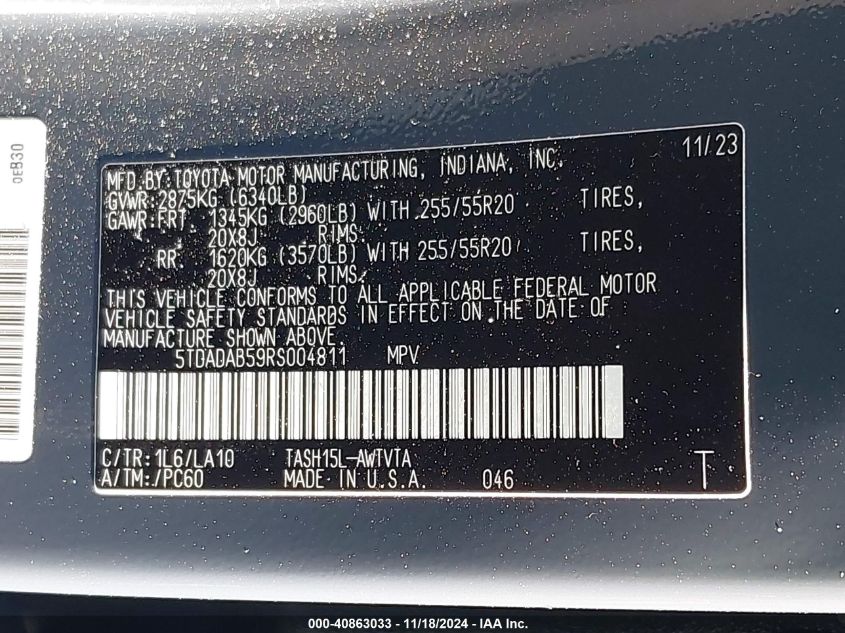 0EB30
11/23
MFD.BY:TOYOTA MOTOR MANUFACTURING, INDIANA, INC.
GVWR:2875KG (6340LB)
GAWR:FRT. 1345KG (2960LB) WITH 255/55R20 TIRES,
20X8J RIMS.
RR. 1620KG (3570LB) WITH 255/55R20 TIRES,
20X8J RIMS.
THIS VEHICLE CONFORMS TO ALL APPLICABLE FEDERAL MOTOR
VEHICLE SAFETY STANDARDS IN EFFECT ON THE DATE OF
MANUFACTURE SHOWN ABOVE.
5TDADAB59RS004811 MPV
C/TR:1L6/LA10 TASH15L-AWTVTA
A/TM:/PC60 MADE IN U.S.A. 046 T
000-40863033 - 11/18/2024 - IAA Inc.